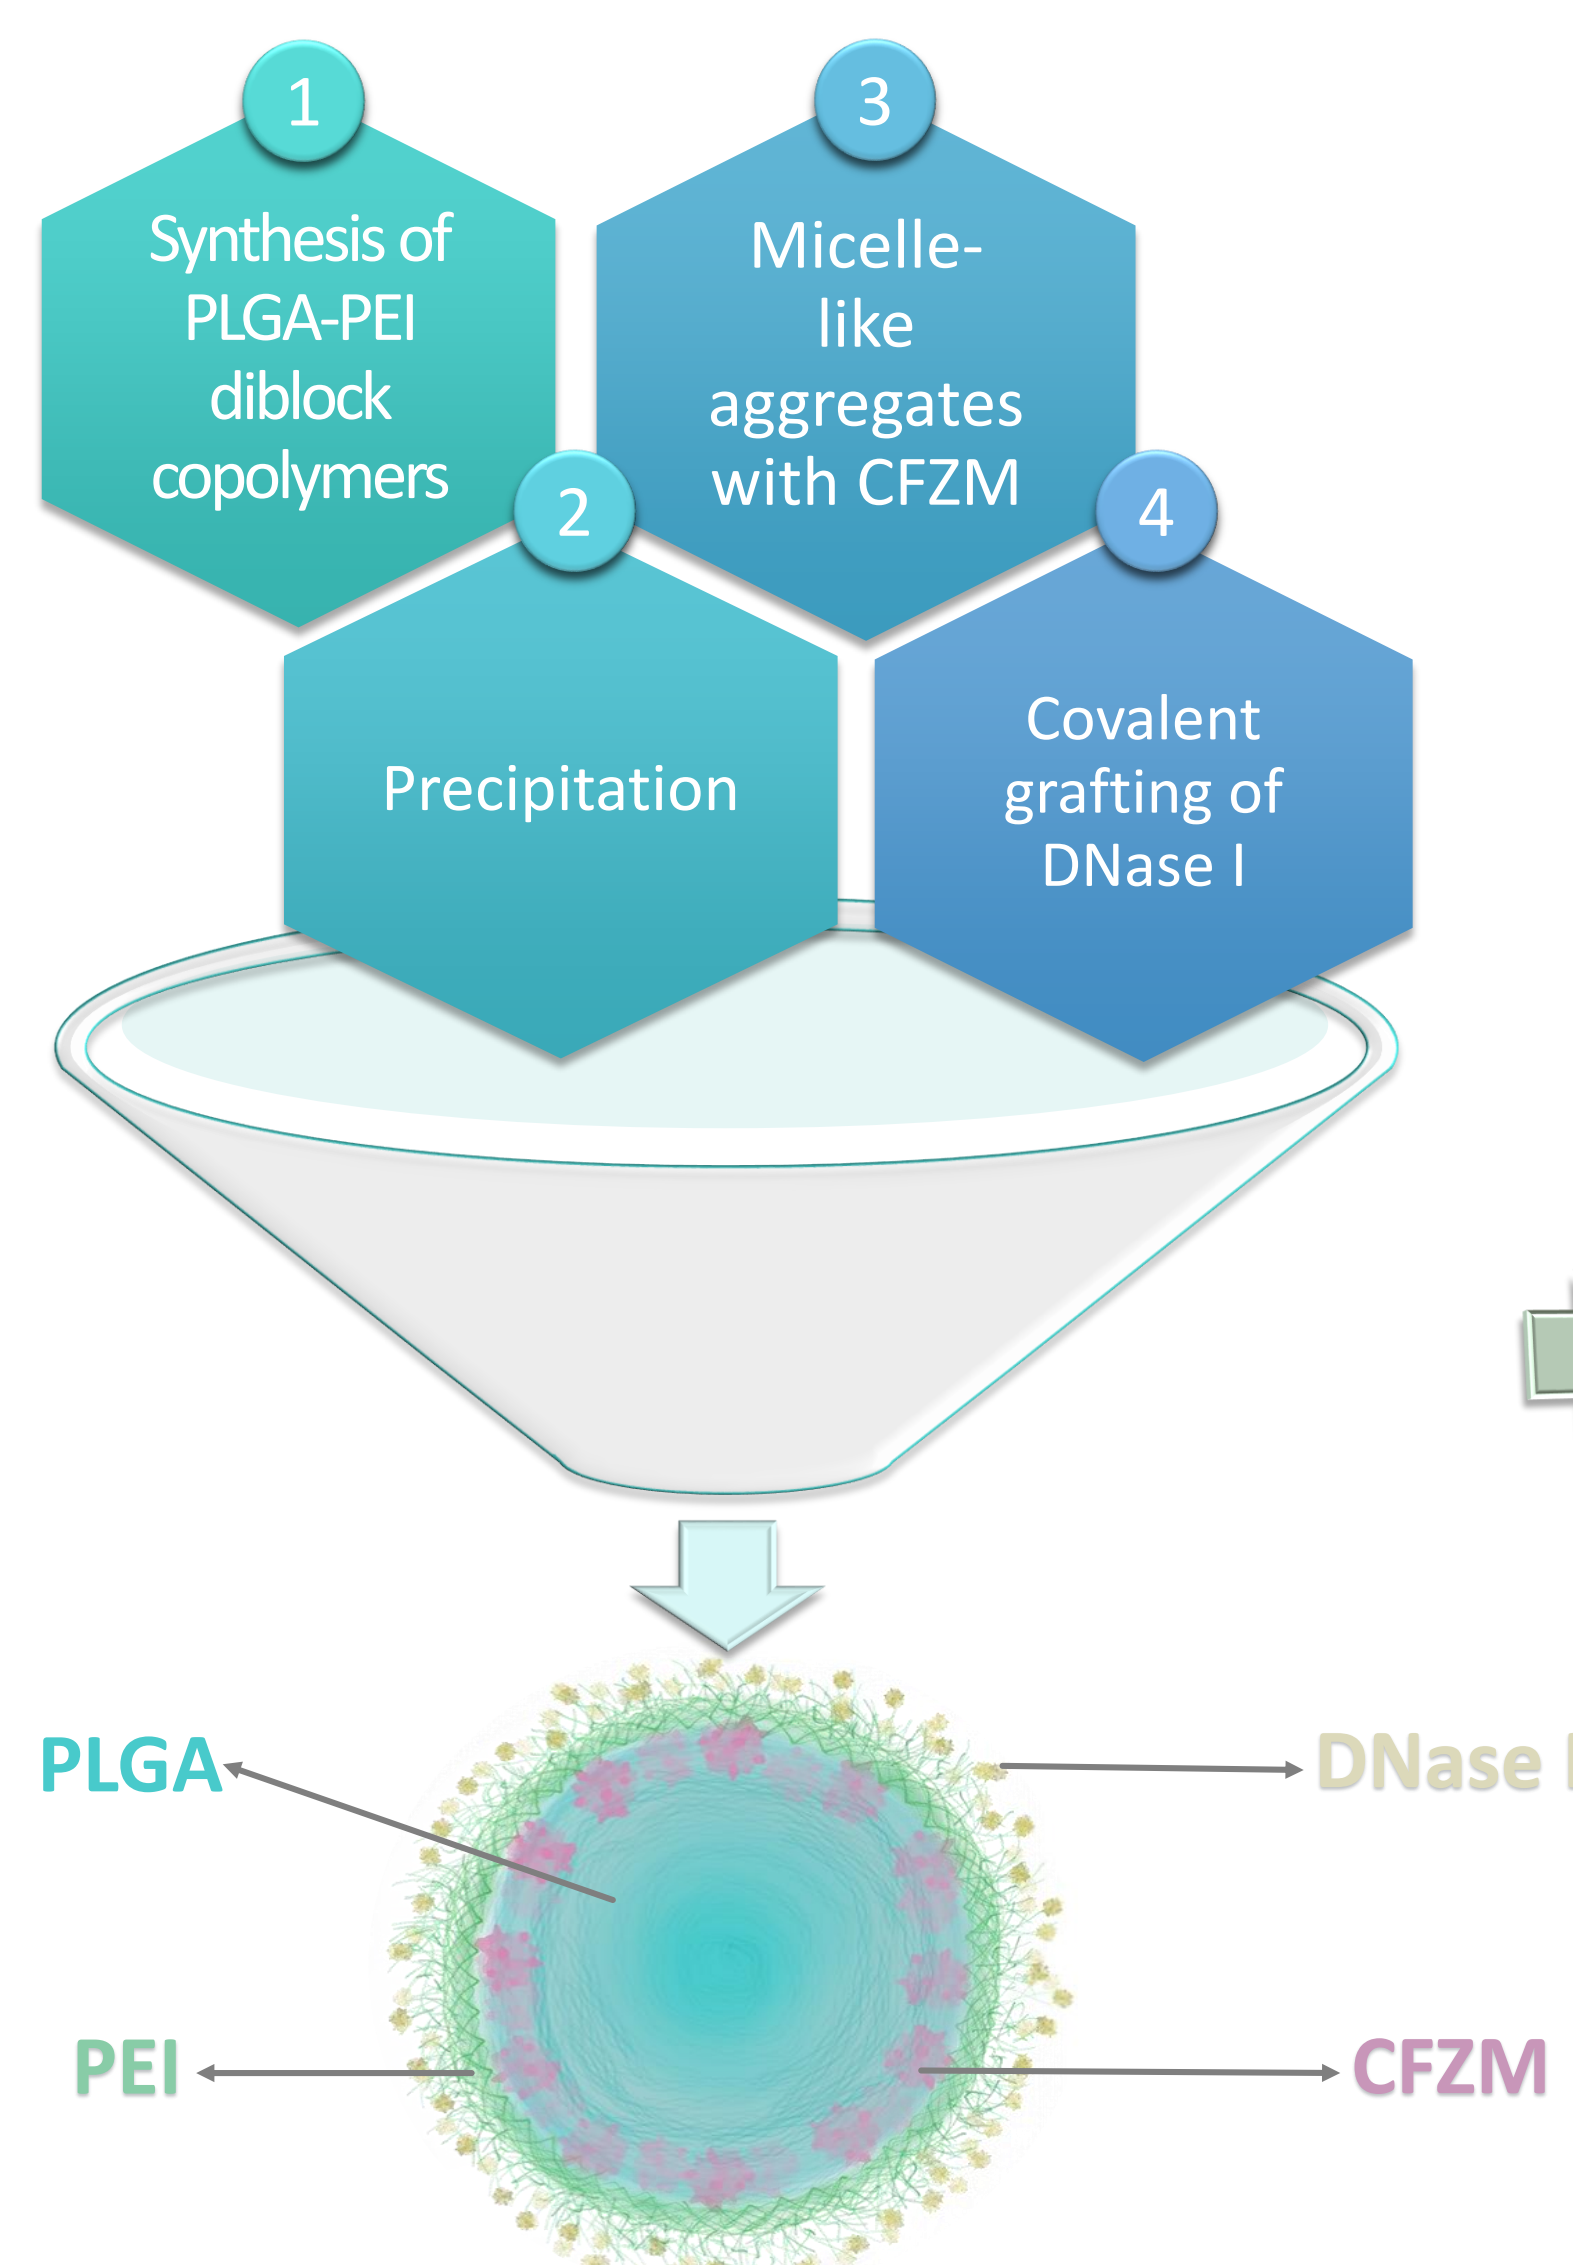 1
Synthesis of
PLGA-PEI
diblock
copolymers
2
Precipitation
3
Micelle-
like
aggregates
with CFZM
4
Covalent
grafting of
DNase I
PLGA
DNase I
PEI
CFZM